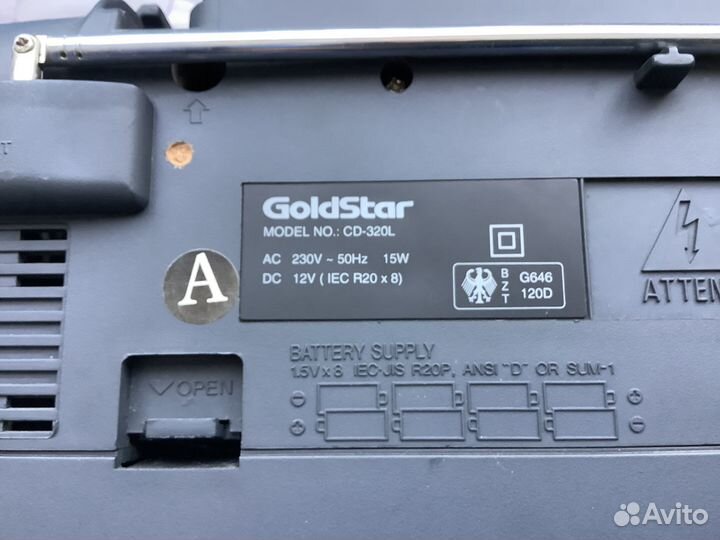 T
GoldStar
MODEL NO.: CD-320L
AC 230V ~ 50Hz 15W
DC 12V ( IEC R20 x 8)
BZT
G646
120D
A
ATTEN
BATTERY SUPPLY
1.5V x 8 IEC·JIS R20P, ANSI "D" OR SUM-1
OPEN
Avito